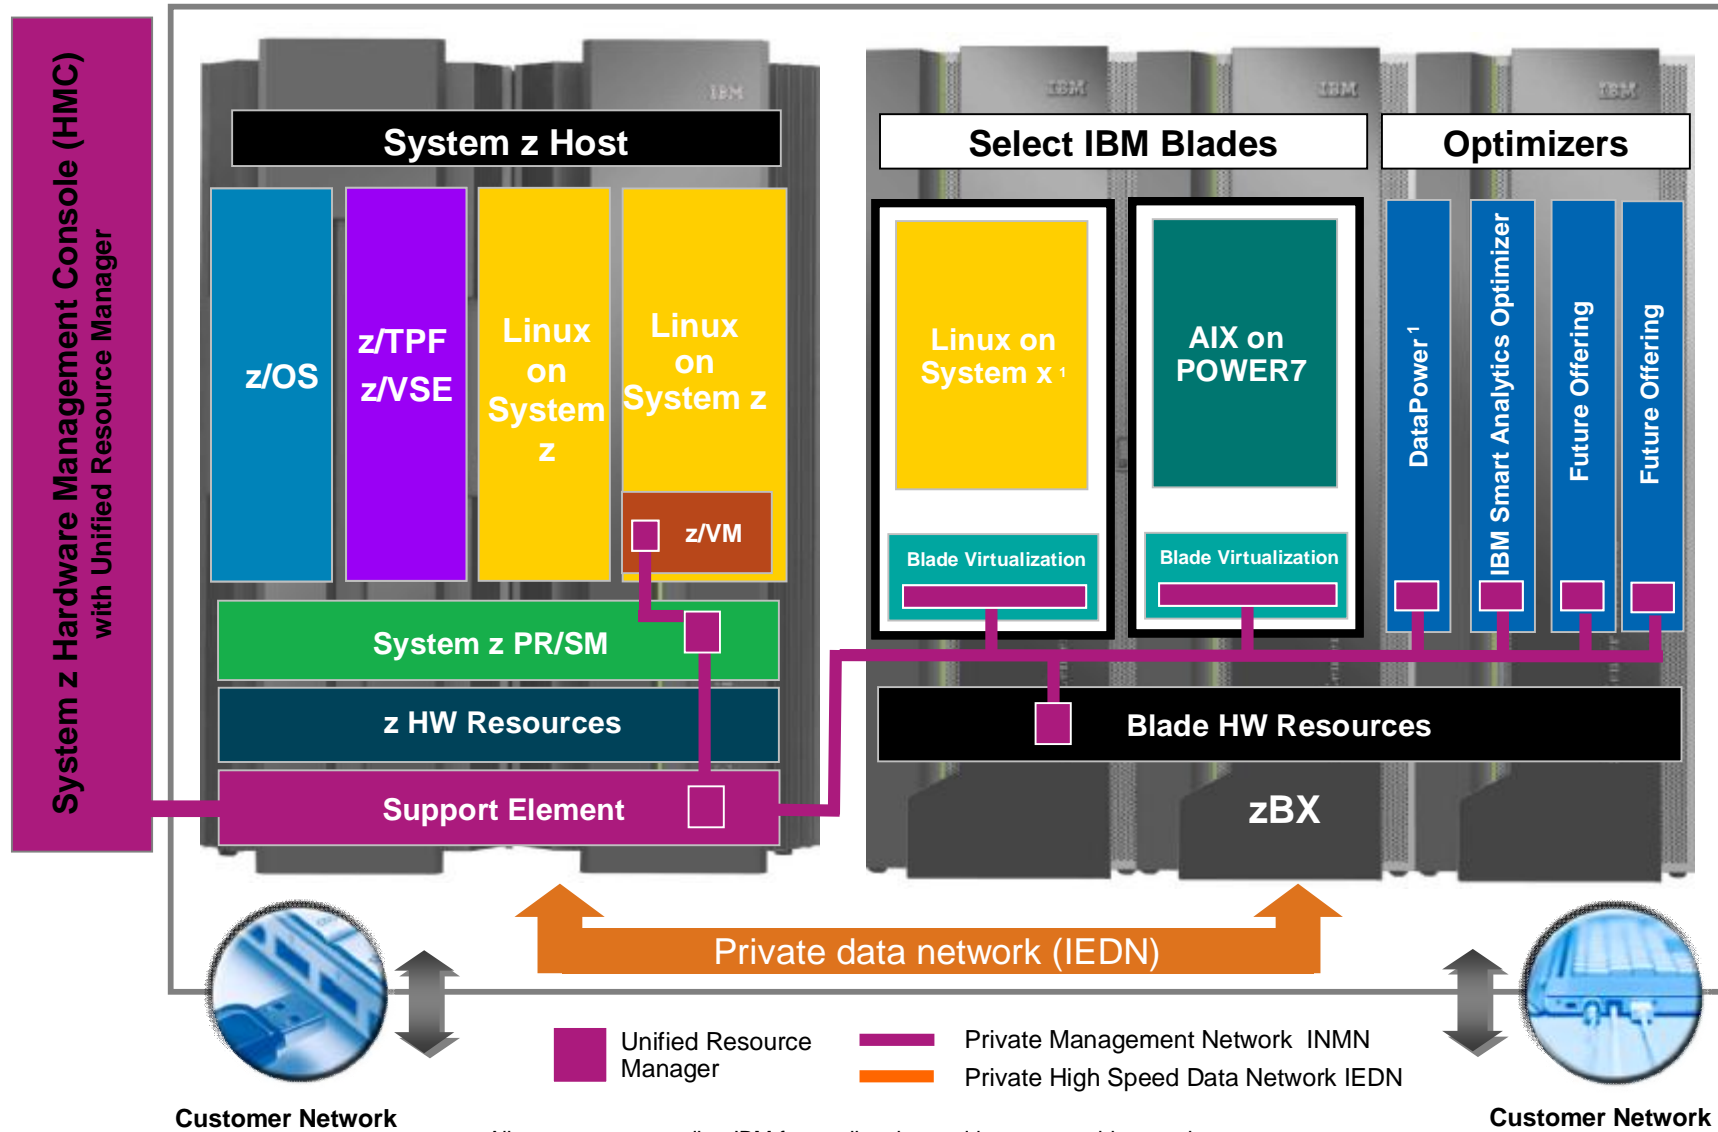 System z Hardware Management Console (HMC)
with Unified Resource Manager
IBM
System z Host
z/OS
z/TPF
z/VSE
Linux
on
System
z
Linux
on
System z
z/VM
System z PR/SM
z HW Resources
Support Element
IBM
IBM
IBM
Select IBM Blades
Optimizers
Linux on
System x 1
AIX on
POWER7
Blade Virtualization
Blade Virtualization
DataPower 1
IBM Smart Analytics Optimizer
Future Offering
Future Offering
Blade HW Resources
zBX
Private data network (IEDN)
Customer Network
Unified Resource
Manager
Private Management Network INMN
Private High Speed Data Network IEDN
Customer Network